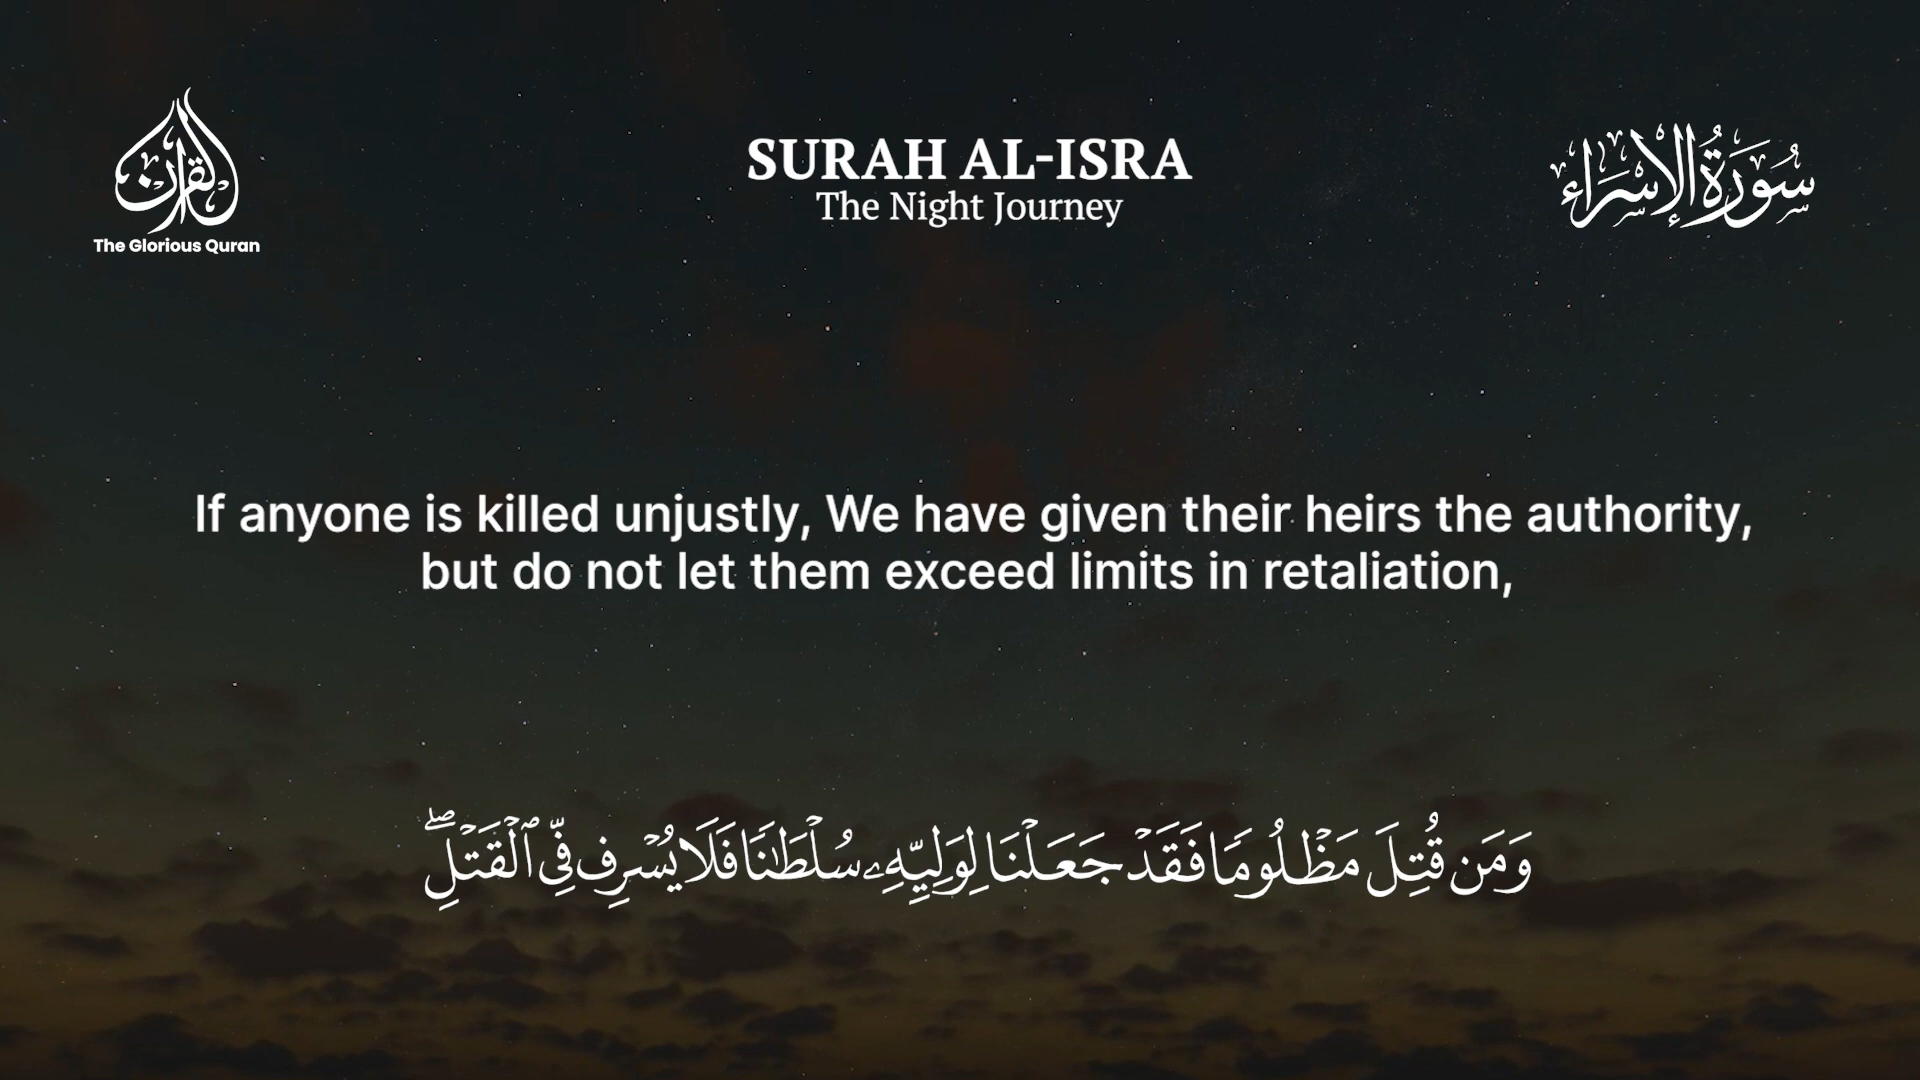 القرآن
The Glorious Quran
SURAH AL-ISRA
The Night Journey
سُورَةُ الإِسْرَاء
If anyone is killed unjustly, We have given their heirs the authority,
but do not let them exceed limits in retaliation,
وَمَن قُتِلَ مَظْلُومًا فَقَدْ جَعَلْنَا لِوَلِيِّهِۦ سُلْطَٰنًا فَلَا يُسْرِف فِّى ٱلْقَتْلِ ۖ